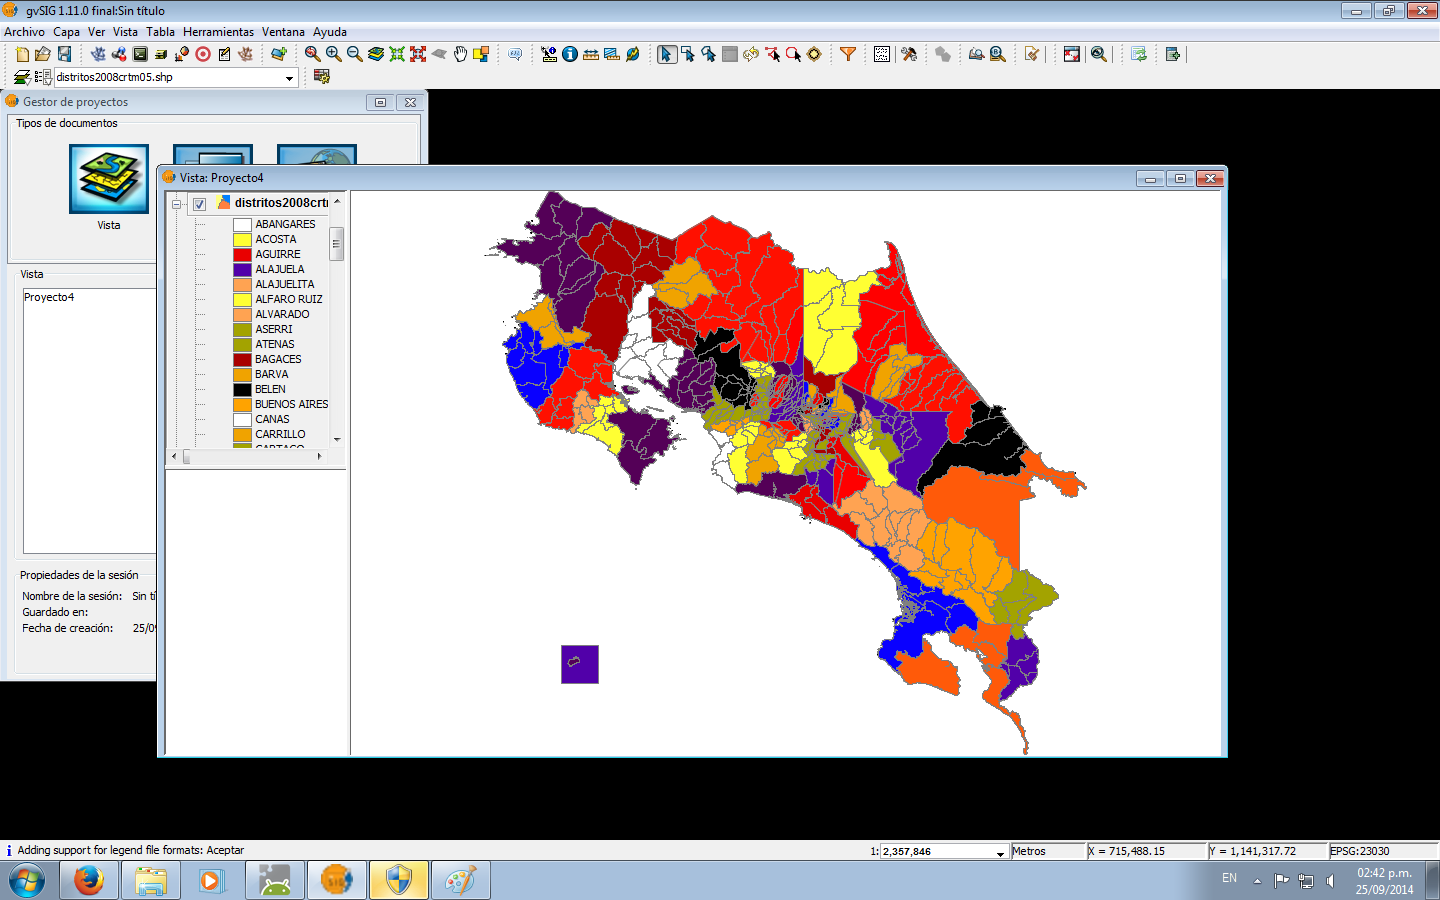 gvSIG 1.11.0 final:Sin título
Archivo Capa Ver Vista Tabla Herramientas Ventana Ayuda
distritos2008crtm05.shp
Gestor de proyectos
Tipos de documentos
Vista
Vista
Proyecto4
Propiedades de la sesión
Nombre de la sesión: Sin tí
Guardado en:
Fecha de creación: 25/09
Vista: Proyecto4
distritos2008crt
ABANGARES
ACOSTA
AGUIRRE
ALAJUELA
ALAJUELITA
ALFARO RUIZ
ALVARADO
ASERRI
ATENAS
BAGACES
BARVA
BELEN
BUENOS AIRES
CANAS
CARRILLO
CARTAGO
Adding support for legend file formats: Aceptar
1: 2,357,846 Metros X = 715,488.15 Y = 1,141,317.72 EPSG:23030
SIG
EN
02:42 p.m.
25/09/2014